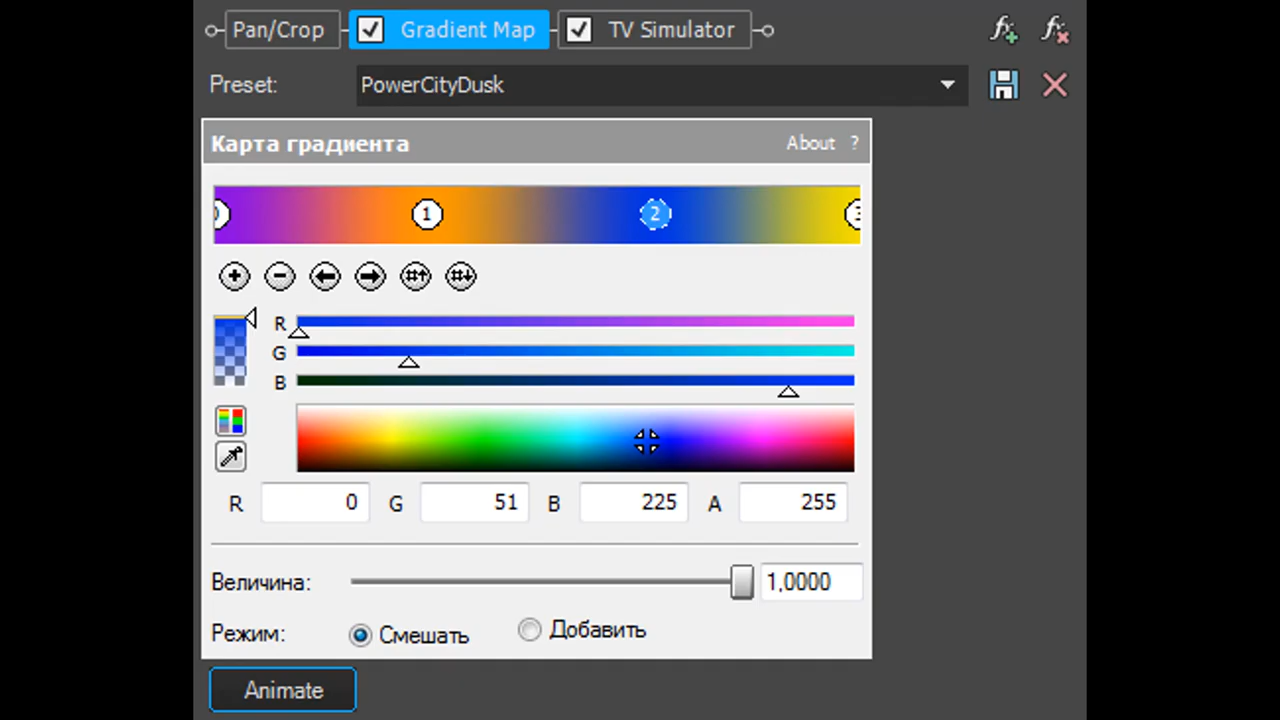 Pan/Crop Gradient Map TV Simulator
Preset: PowerCityDusk
Карта градиента About ?
1 2 3
R
G
B
R 0 G 51 B 225 A 255
Величина: 1,0000
Режим: Смешать Добавить
Animate